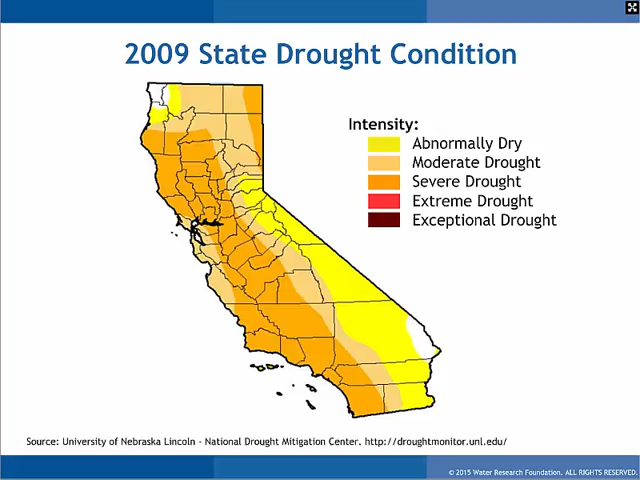 2009 State Drought Condition
Intensity:
Abnormally Dry
Moderate Drought
Severe Drought
Extreme Drought
Exceptional Drought
Source: University of Nebraska Lincoln - National Drought Mitigation Center. http://droughtmonitor.unl.edu/
© 2015 Water Research Foundation. ALL RIGHTS RESERVED.